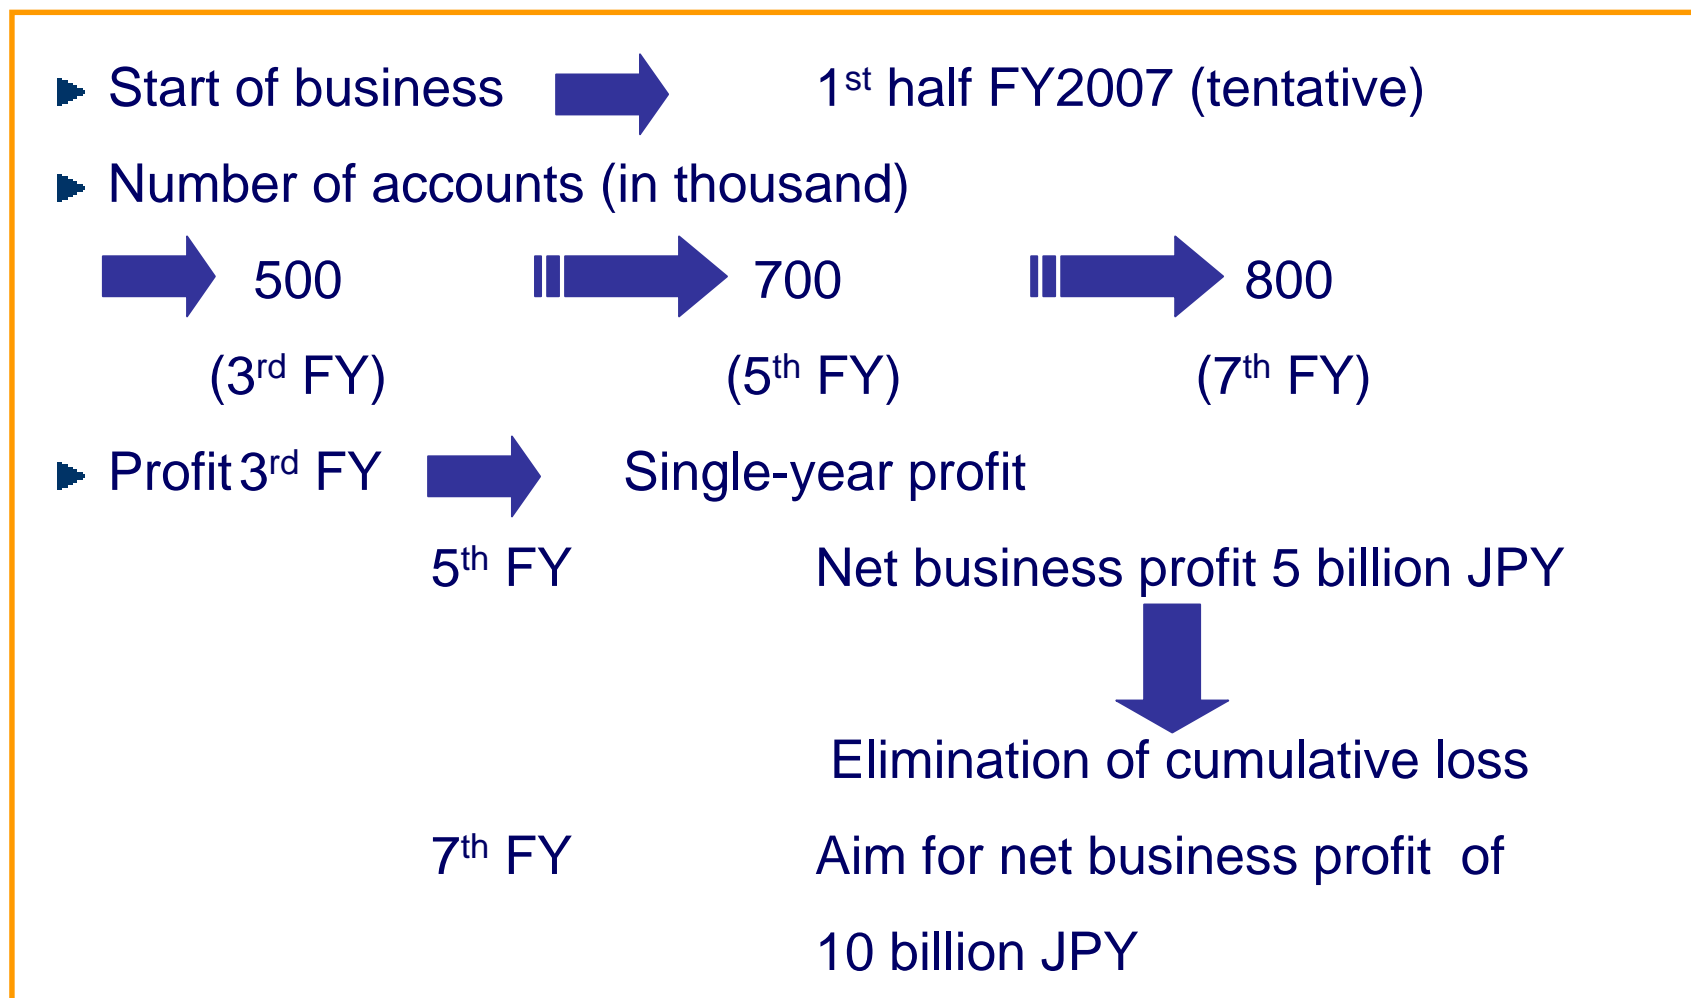 Start of business 1st half FY2007 (tentative)
Number of accounts (in thousand)
500 700 800
(3rd FY) (5th FY) (7th FY)
Profit 3rd FY Single-year profit
5th FY Net business profit 5 billion JPY
Elimination of cumulative loss
7th FY Aim for net business profit of
10 billion JPY